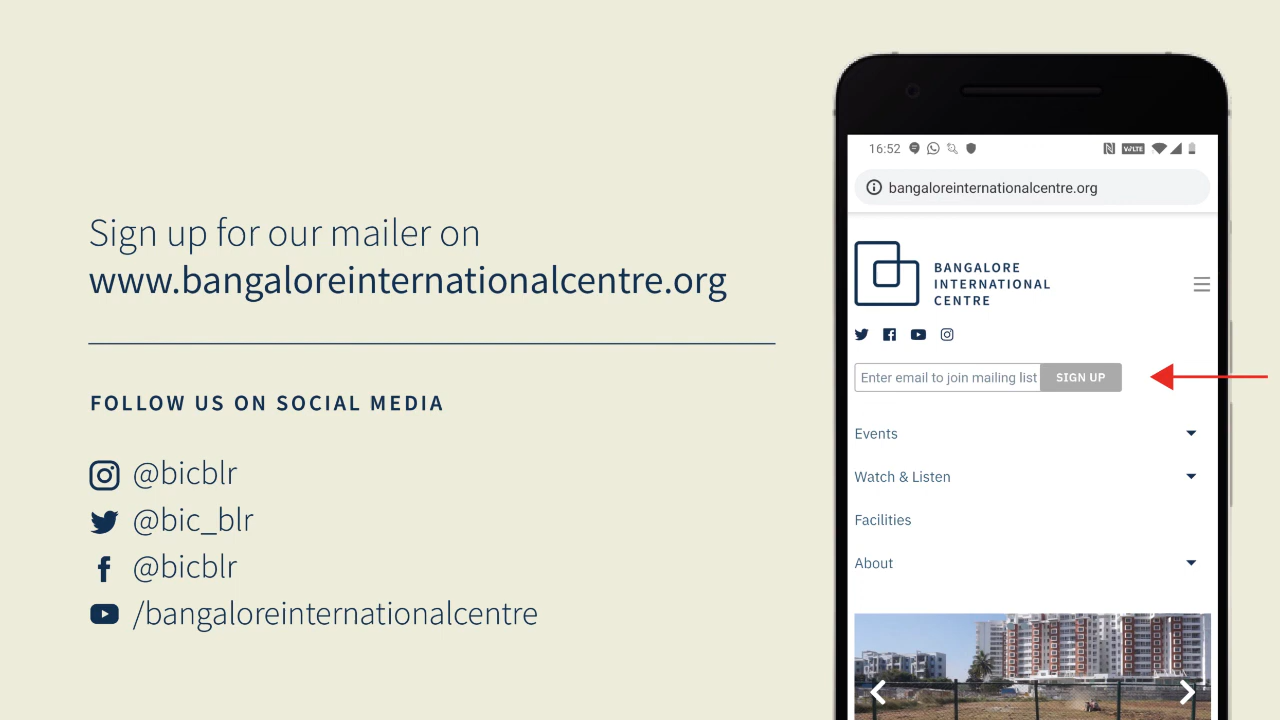 Sign up for our mailer on
www.bangaloreinternationalcentre.org
FOLLOW US ON SOCIAL MEDIA
@bicblr
@bic_blr
@bicblr
/bangaloreinternationalcentre
16:52
VoLTE
bangaloreinternationalcentre.org
BANGALORE
INTERNATIONAL
CENTRE
Enter email to join mailing list SIGN UP
Events
Watch & Listen
Facilities
About